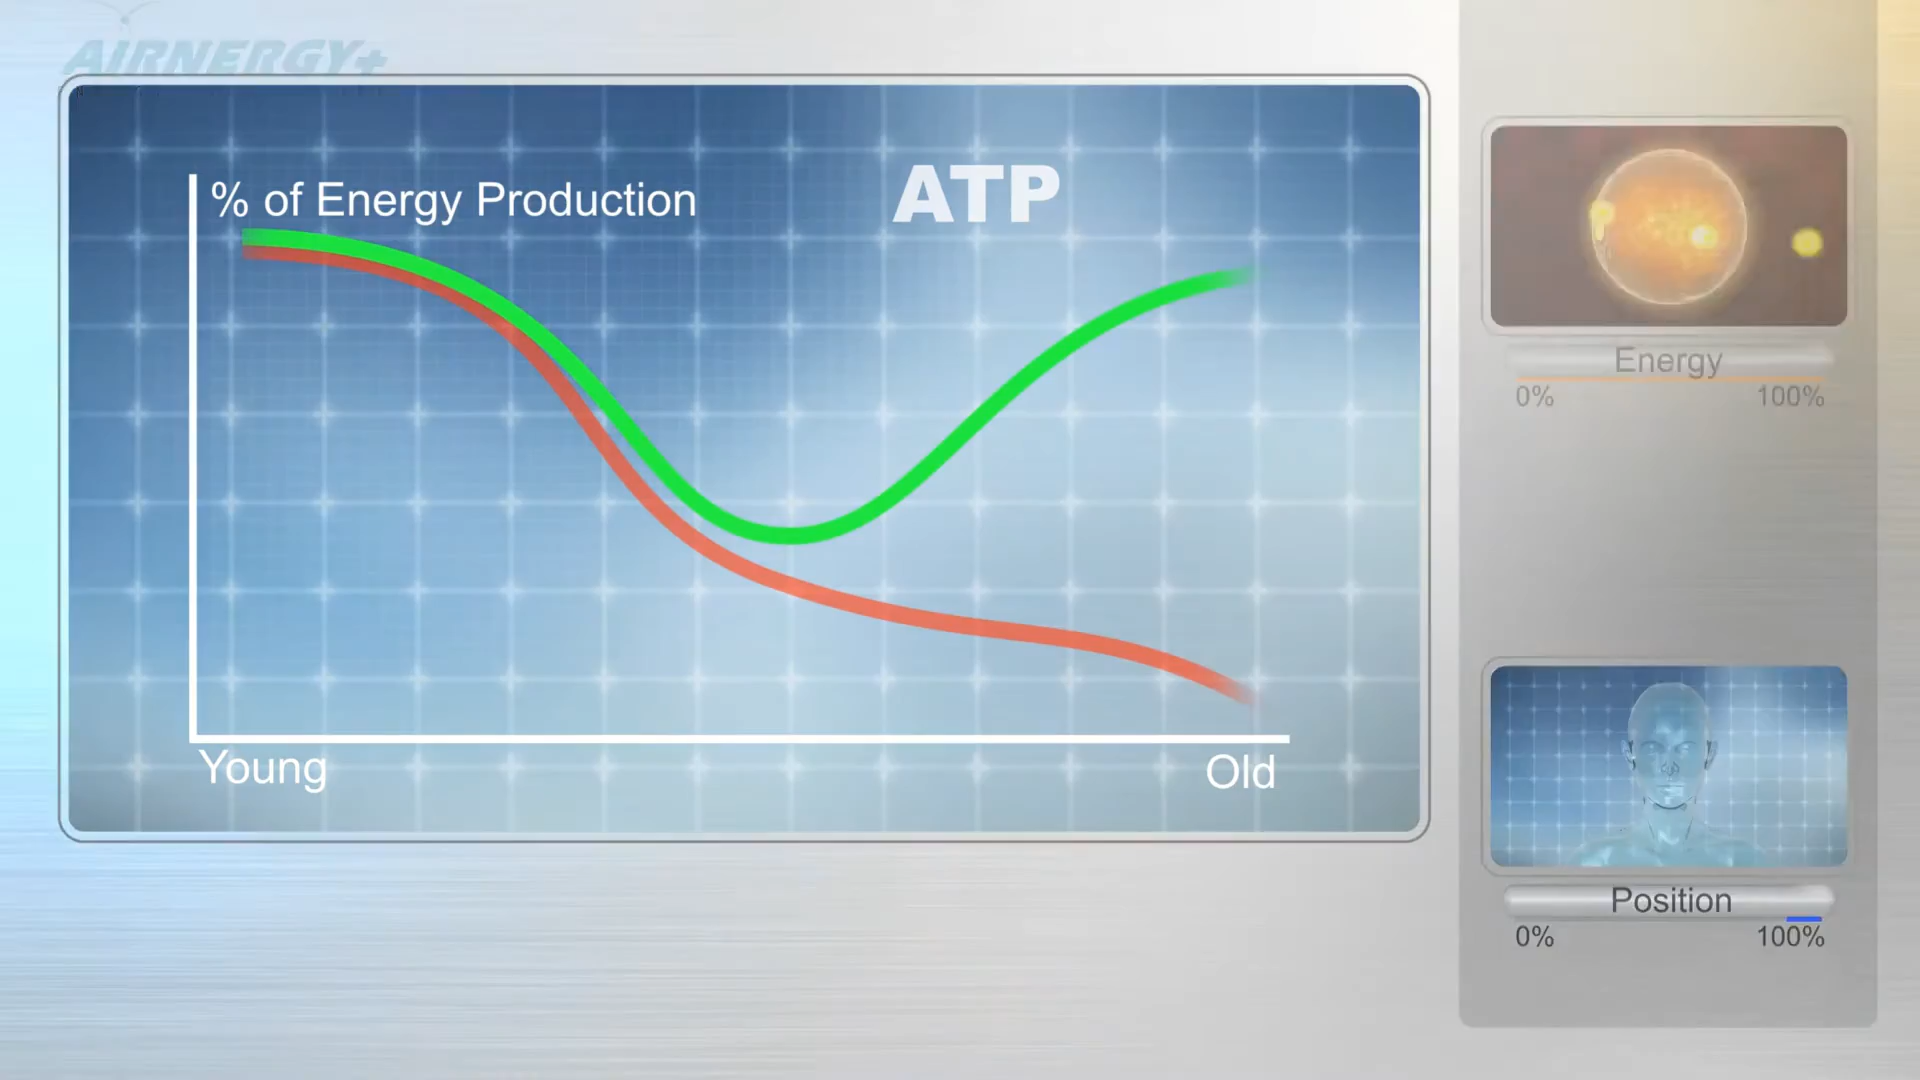 AIRNERGY+
% of Energy Production
ATP
Young
Old
Energy
0% 100%
Position
0% 100%